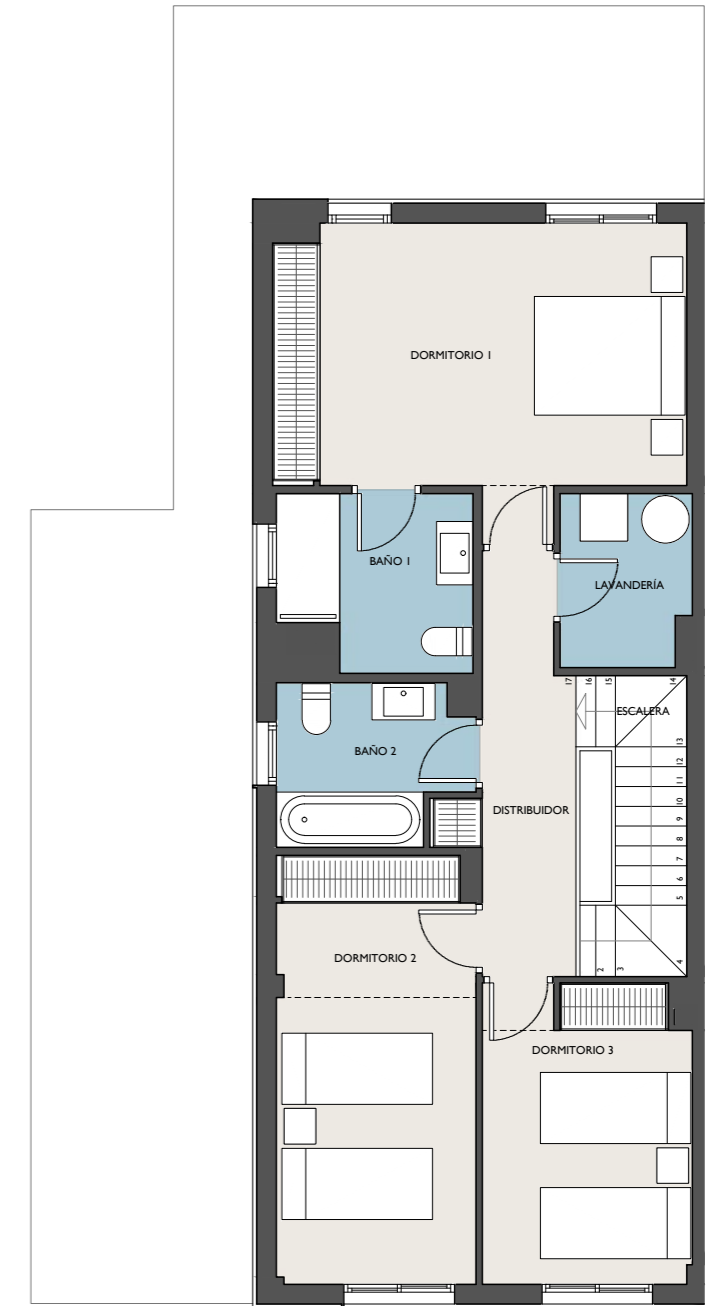 DORMITORIO 1
BAÑO 1
LAVANDERÍA
17
16
15
14
ESCALERA
13
BAÑO 2
12
11
10
DISTRIBUIDOR
9
8
7
6
5
DORMITORIO 2
2
3
4
DORMITORIO 3